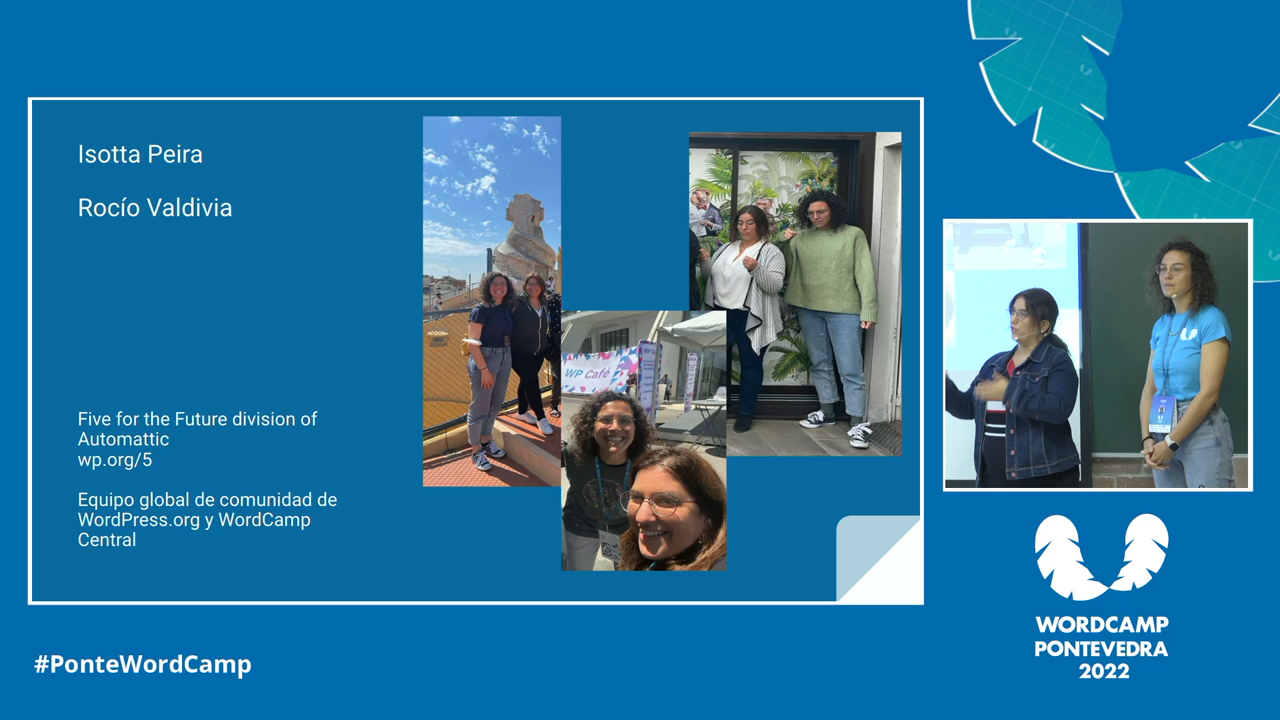 Isotta Peira
Rocío Valdivia
Five for the Future division of
Automattic
wp.org/5
Equipo global de comunidad de
WordPress.org y WordCamp
Central
WP Café
#PonteWordCamp
WORDCAMP
PONTEVEDRA
2022